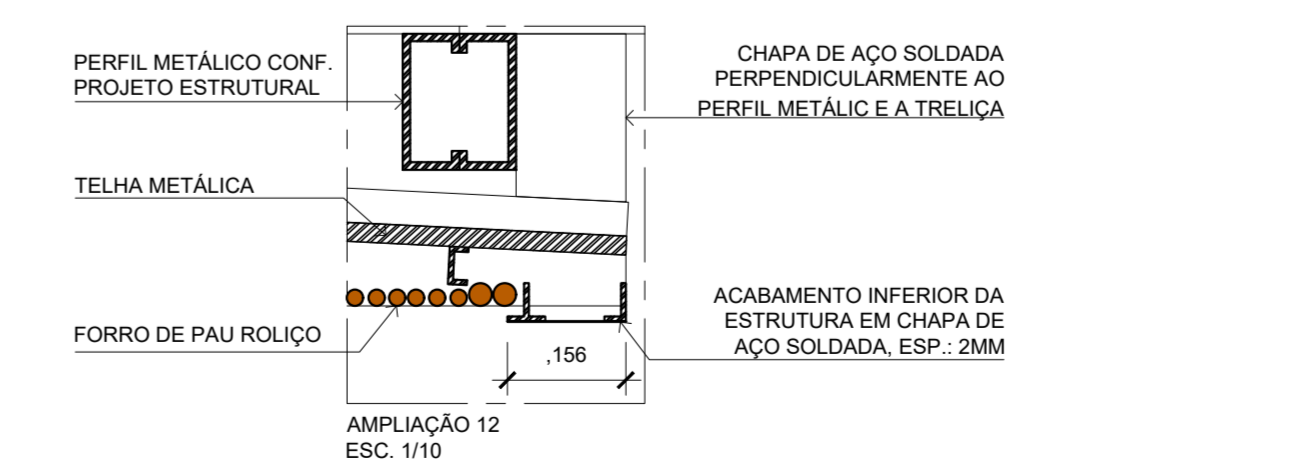 PERFIL METÁLICO CONF.
PROJETO ESTRUTURAL
CHAPA DE AÇO SOLDADA
PERPENDICULARMENTE AO
PERFIL METÁLIC E A TRELIÇA
TELHA METÁLICA
FORRO DE PAU ROLIÇO
ACABAMENTO INFERIOR DA
ESTRUTURA EM CHAPA DE
AÇO SOLDADA, ESP.: 2MM
,156
AMPLIAÇÃO 12
ESC. 1/10